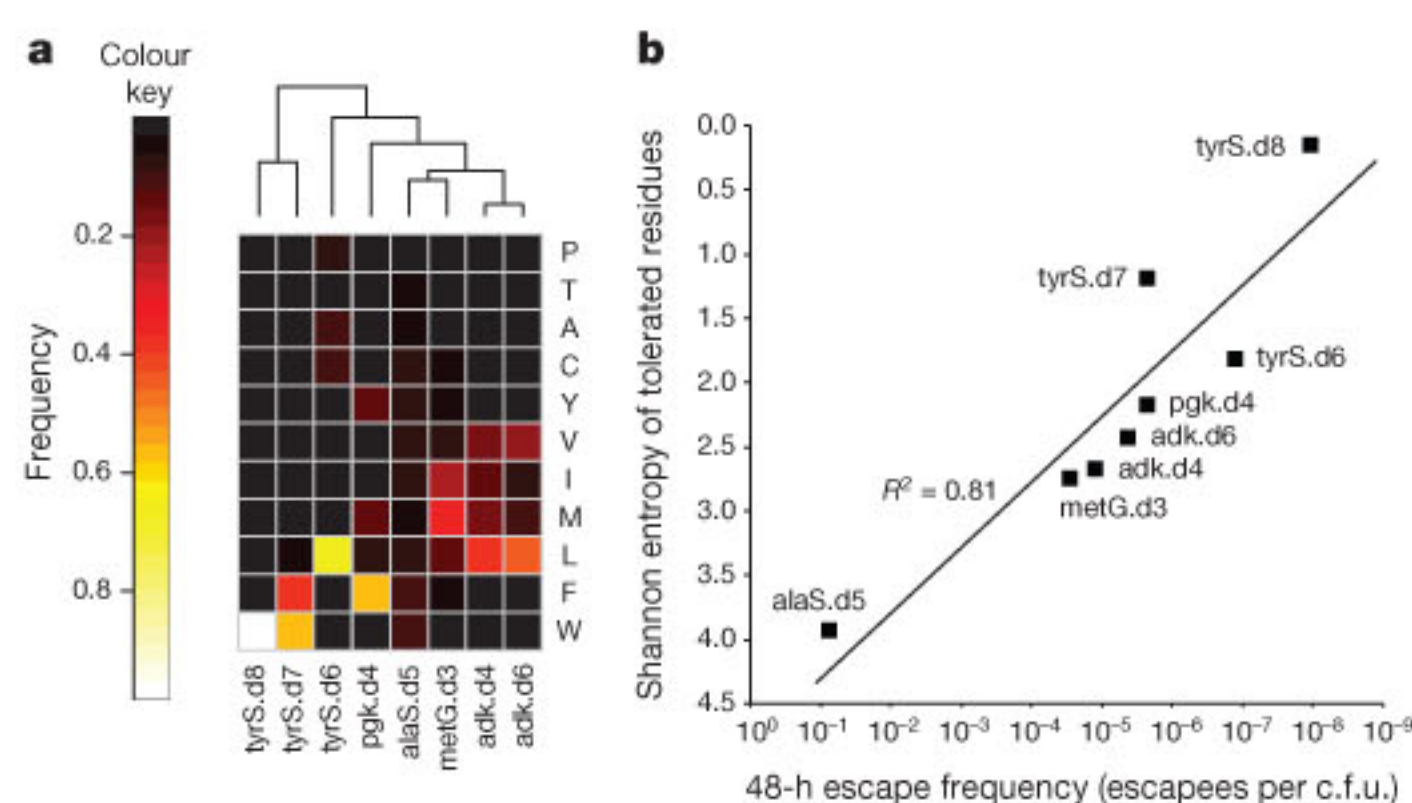 a
Colour
key
Frequency
0.2
0.4
0.6
0.8
P
T
A
C
Y
V
I
M
L
F
W
tyrS.d8
tyrS.d7
tyrS.d6
pgk.d4
alaS.d5
metG.d3
adk.d4
adk.d6
b
Shannon entropy of tolerated residues
0.0
0.5
1.0
1.5
2.0
2.5
3.0
3.5
4.0
4.5
tyrS.d8
tyrS.d7
tyrS.d6
pgk.d4
adk.d6
adk.d4
R² = 0.81
metG.d3
alaS.d5
10⁰ 10⁻¹ 10⁻² 10⁻³ 10⁻⁴ 10⁻⁵ 10⁻⁶ 10⁻⁷ 10⁻⁸ 10⁻⁹
48-h escape frequency (escapees per c.f.u.)